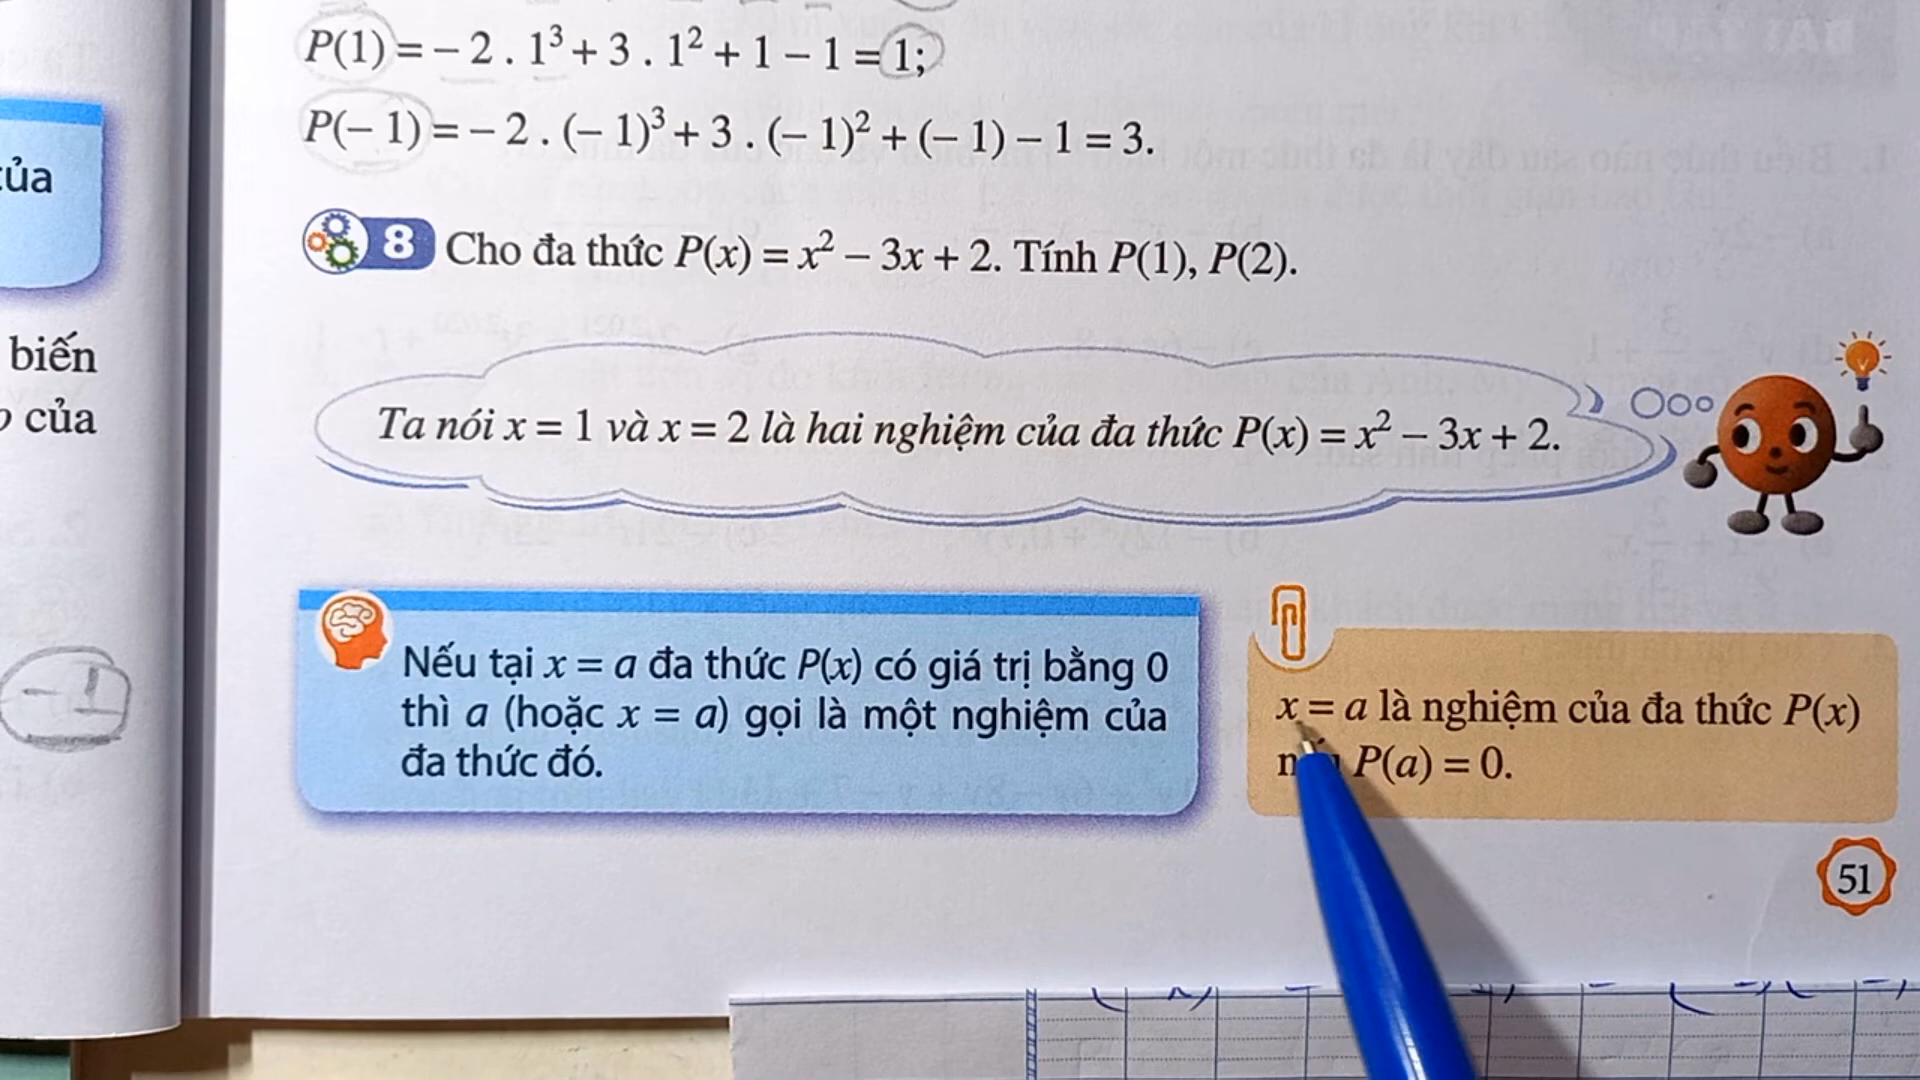 P(1) = – 2 . 1³ + 3 . 1² + 1 – 1 = 1;
P(– 1) = – 2 . (– 1)³ + 3 . (– 1)² + (– 1) – 1 = 3.
của
8 Cho đa thức P(x) = x² – 3x + 2. Tính P(1), P(2).
biến
của
Ta nói x = 1 và x = 2 là hai nghiệm của đa thức P(x) = x² – 3x + 2.
Nếu tại x = a đa thức P(x) có giá trị bằng 0
thì a (hoặc x = a) gọi là một nghiệm của
đa thức đó.
x = a là nghiệm của đa thức P(x)
P(a) = 0.
-1
51